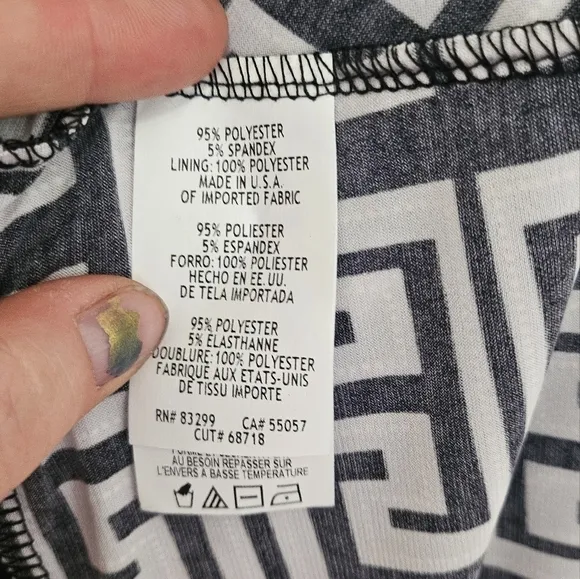 95% POLYESTER
5% SPANDEX
LINING: 100% POLYESTER
MADE IN U.S.A.
OF IMPORTED FABRIC
95% POLIESTER
5% ESPANDEX
FORRO: 100% POLIESTER
HECHO EN EE.UU.
DE TELA IMPORTADA
95% POLYESTER
5% ELASTHANNE
DOUBLURE: 100% POLYESTER
FABRIQUÉ AUX ETATS-UNIS
DE TISSU IMPORTE
RN# 83299 CA# 55057
CUT# 68718
AU BESOIN REPASSER SUR
L'ENVERS A BASSE TEMPERATURE